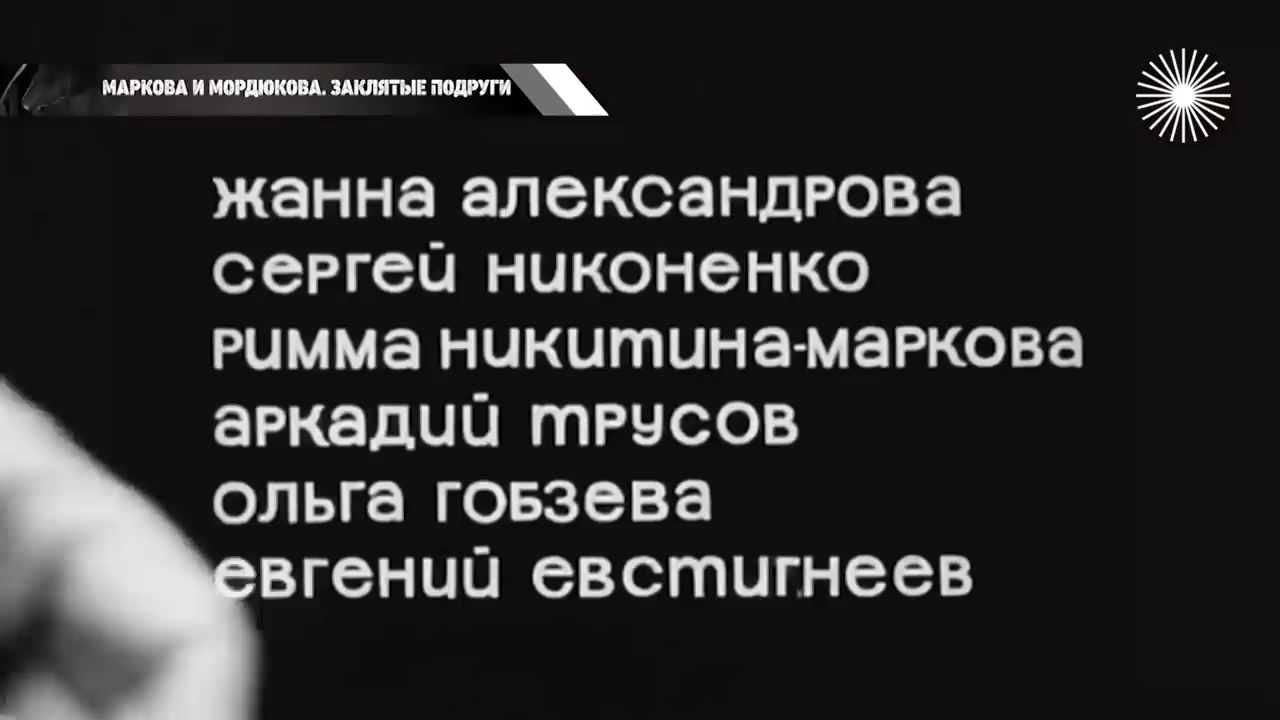 МАРКОВА И МОРДЮКОВА. ЗАКЛЯТЫЕ ПОДРУГИ
жанна александрова
сергей никоненко
римма никитина-маркова
аркадий трусов
ольга гобзева
евгений евстигнеев